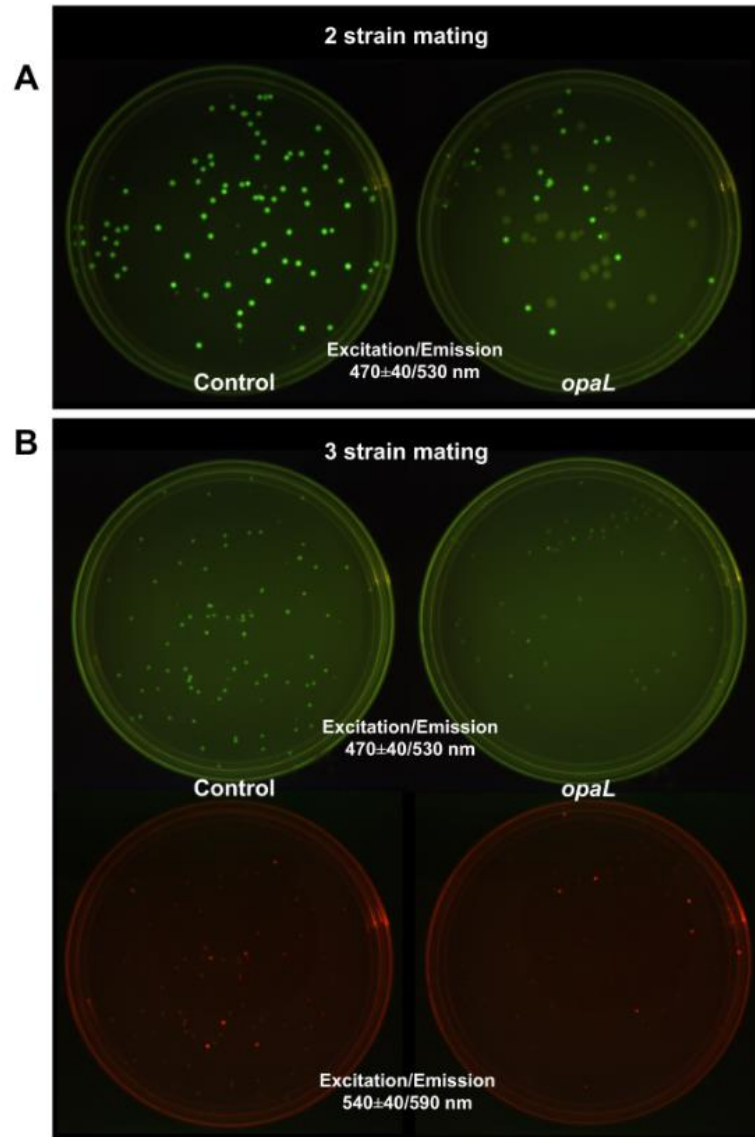 A
2 strain mating
Excitation/Emission
470±40/530 nm
Control
opaL
B
3 strain mating
Excitation/Emission
470±40/530 nm
Control
opaL
Excitation/Emission
540±40/590 nm